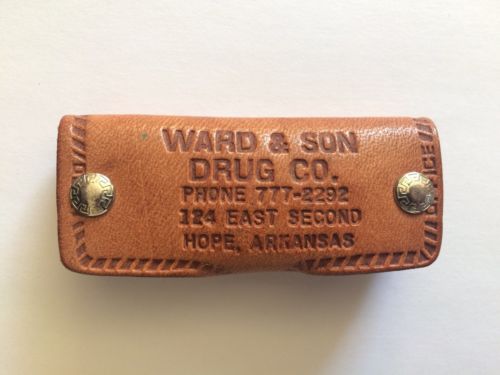 WARD & SON
DRUG CO.
PHONE 777-2292
124 EAST SECOND
HOPE, ARKANSAS